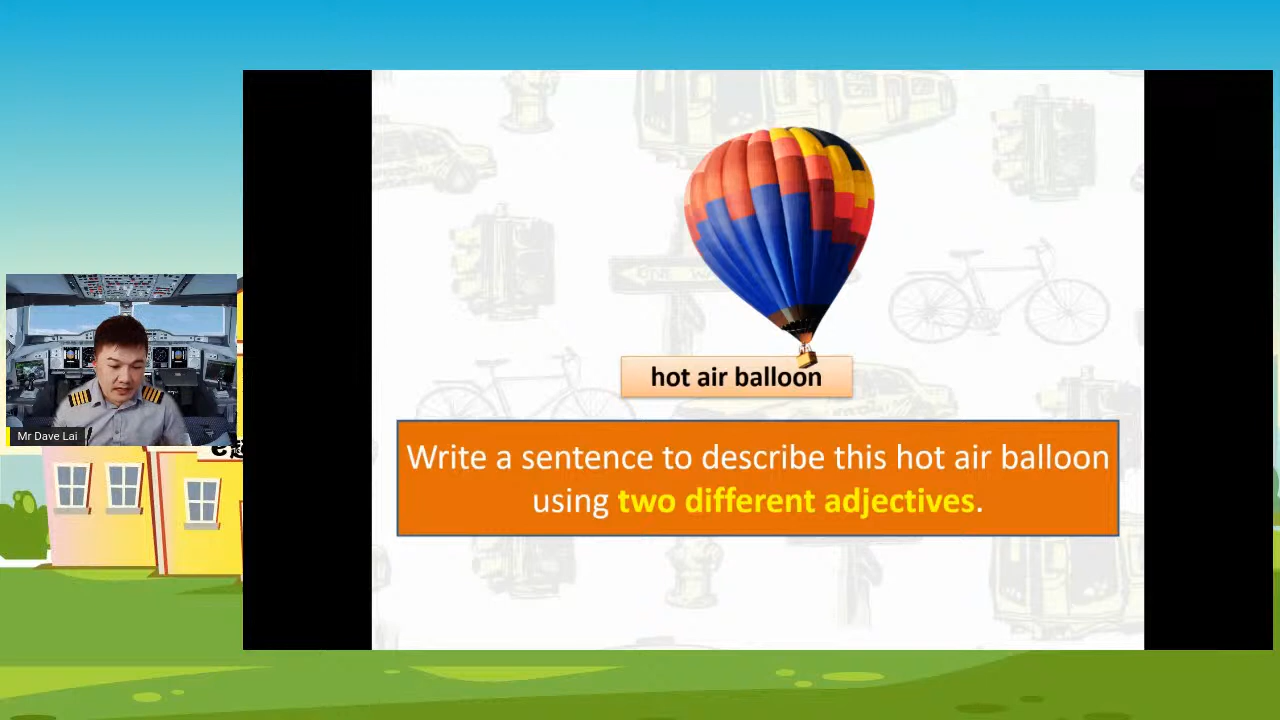 hot air balloon
Write a sentence to describe this hot air balloon
using two different adjectives.
Mr Dave Lai